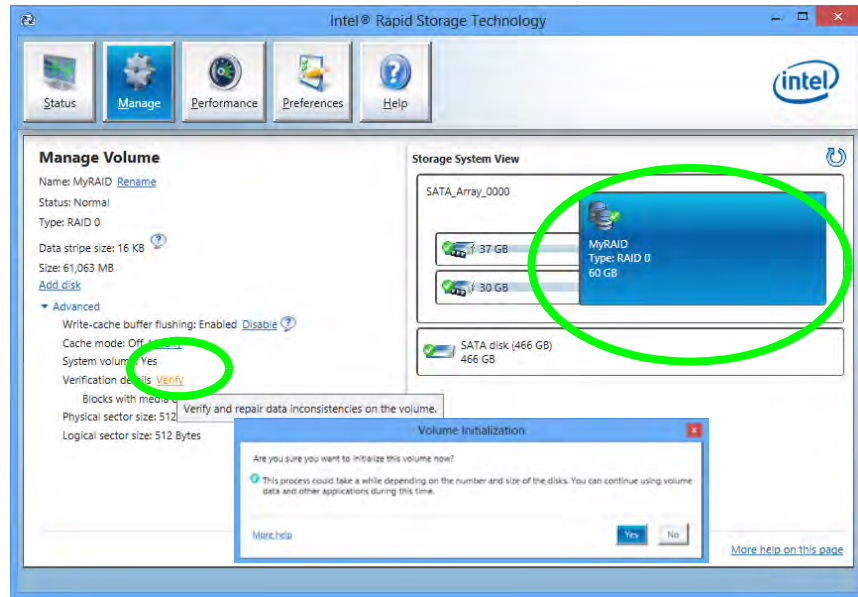 Intel® Rapid Storage Technology
Status
Manage
Performance
Preferences
Help
intel
Manage Volume
Name: MyRAID Rename
Status: Normal
Type: RAID 0
Data stripe size: 16 KB
Size: 61,063 MB
Add disk
Advanced
Write-cache buffer flushing: Enabled Disable
Cache mode: Off
System volume: Yes
Verification details Verify
Blocks with media
Verify and repair data inconsistencies on the volume.
Physical sector size: 512
Logical sector size: 512 Bytes
Storage System View
SATA_Array_0000
37 GB
30 GB
MyRAID
Type: RAID 0
60 GB
SATA disk (466 GB)
466 GB
Volume Initialization
Are you sure you want to initialize this volume now?
This process could take a while depending on the number and size of the disks. You can continue using volume
data and other applications during this time.
More help
Yes
No
More help on this page